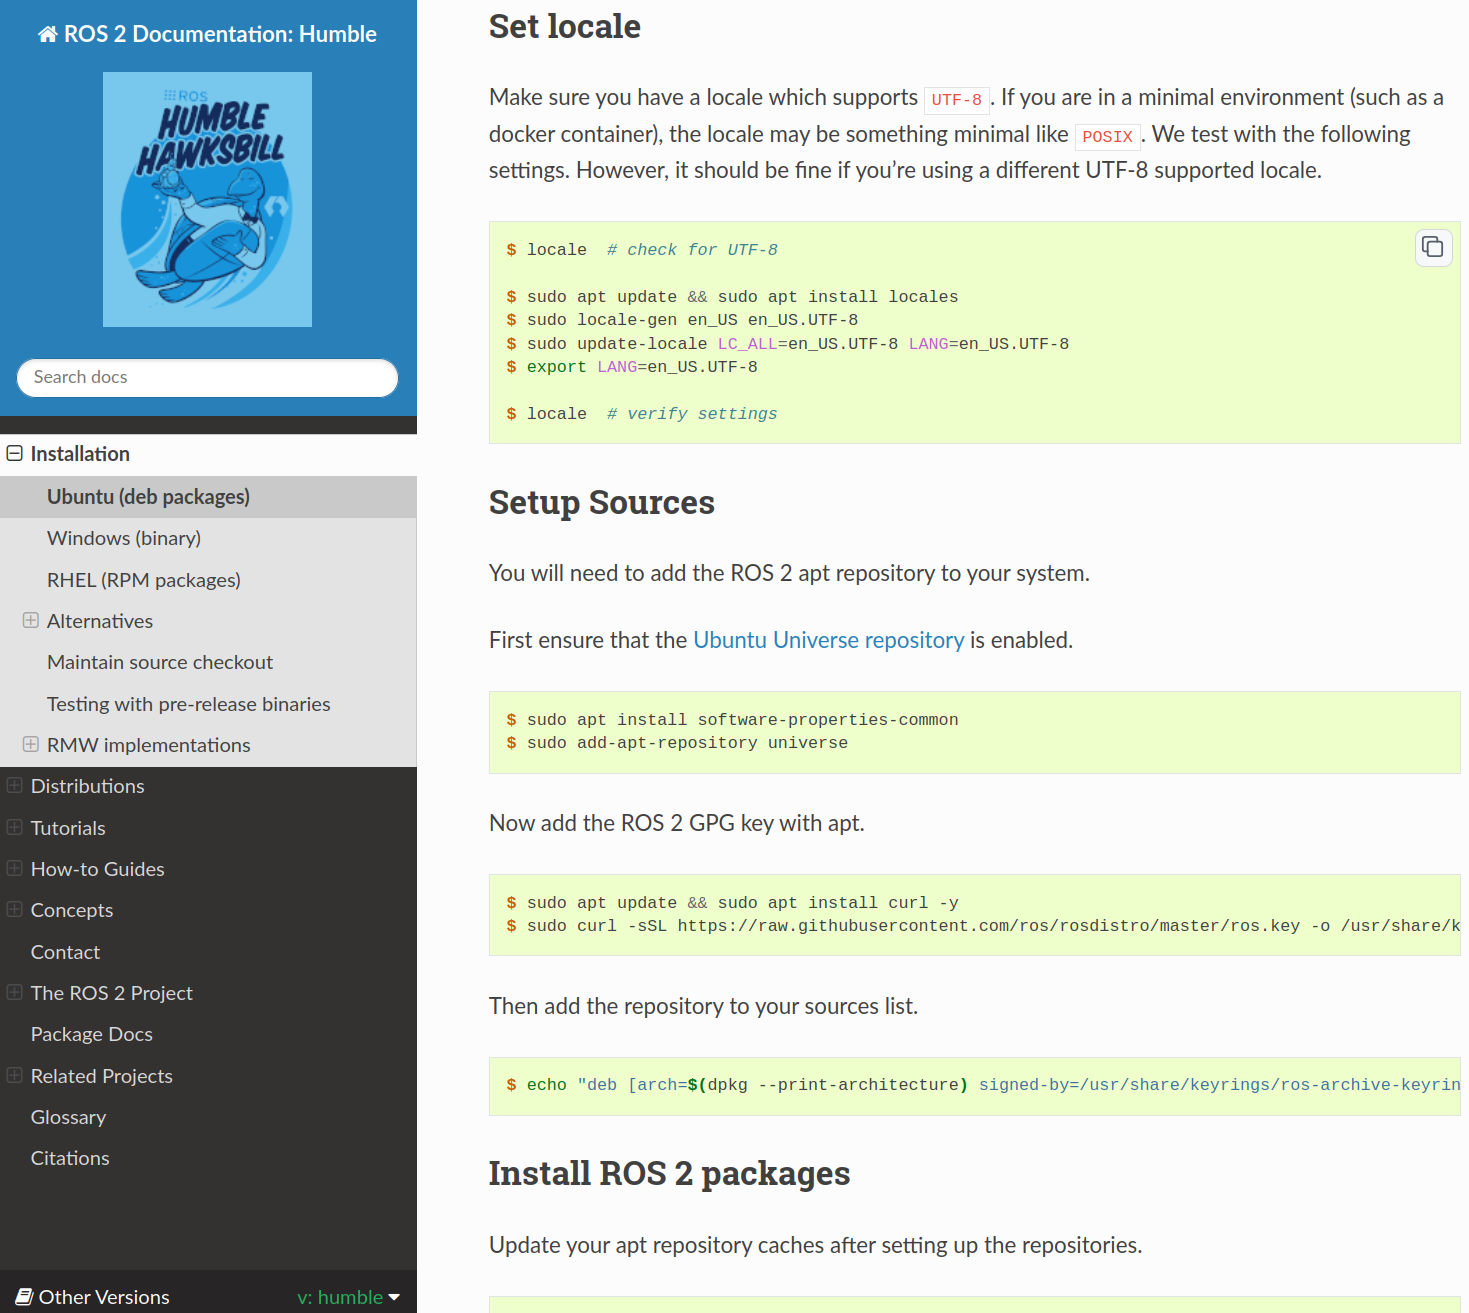 ROS 2 Documentation: Humble
ROS
HUMBLE
HAWKSBILL
Search docs
Installation
Ubuntu (deb packages)
Windows (binary)
RHEL (RPM packages)
Alternatives
Maintain source checkout
Testing with pre-release binaries
RMW implementations
Distributions
Tutorials
How-to Guides
Concepts
Contact
The ROS 2 Project
Package Docs
Related Projects
Glossary
Citations
Other Versions
v: humble
Set locale
Make sure you have a locale which supports UTF-8. If you are in a minimal environment (such as a
docker container), the locale may be something minimal like POSIX. We test with the following
settings. However, it should be fine if you’re using a different UTF-8 supported locale.
$ locale  # check for UTF-8
$ sudo apt update && sudo apt install locales
$ sudo locale-gen en_US en_US.UTF-8
$ sudo update-locale LC_ALL=en_US.UTF-8 LANG=en_US.UTF-8
$ export LANG=en_US.UTF-8
$ locale  # verify settings
Setup Sources
You will need to add the ROS 2 apt repository to your system.
First ensure that the Ubuntu Universe repository is enabled.
$ sudo apt install software-properties-common
$ sudo add-apt-repository universe
Now add the ROS 2 GPG key with apt.
$ sudo apt update && sudo apt install curl -y
$ sudo curl -sSL https://raw.githubusercontent.com/ros/rosdistro/master/ros.key -o /usr/share/k
Then add the repository to your sources list.
$ echo "deb [arch=$(dpkg --print-architecture) signed-by=/usr/share/keyrings/ros-archive-keyrin
Install ROS 2 packages
Update your apt repository caches after setting up the repositories.